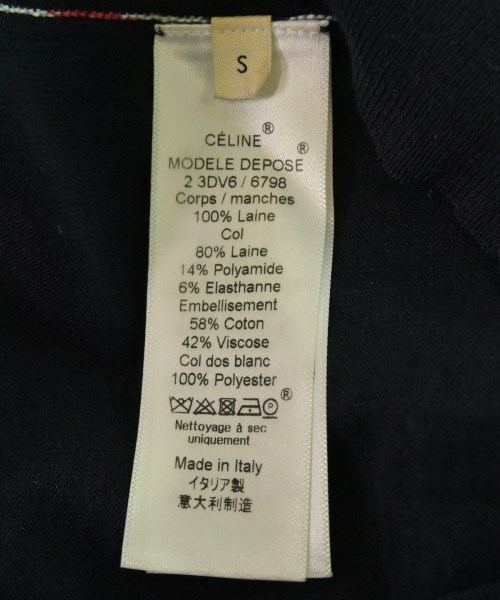 S
CÉLINE®
MODELE DEPOSE®
2 3DV6 / 6798
Corps / manches
100% Laine
Col
80% Laine
14% Polyamide
6% Elasthanne
Embellisement
58% Coton
42% Viscose
Col dos blanc
100% Polyester
P ®
Nettoyage à sec
uniquement
Made in Italy
イタリア製
意大利制造